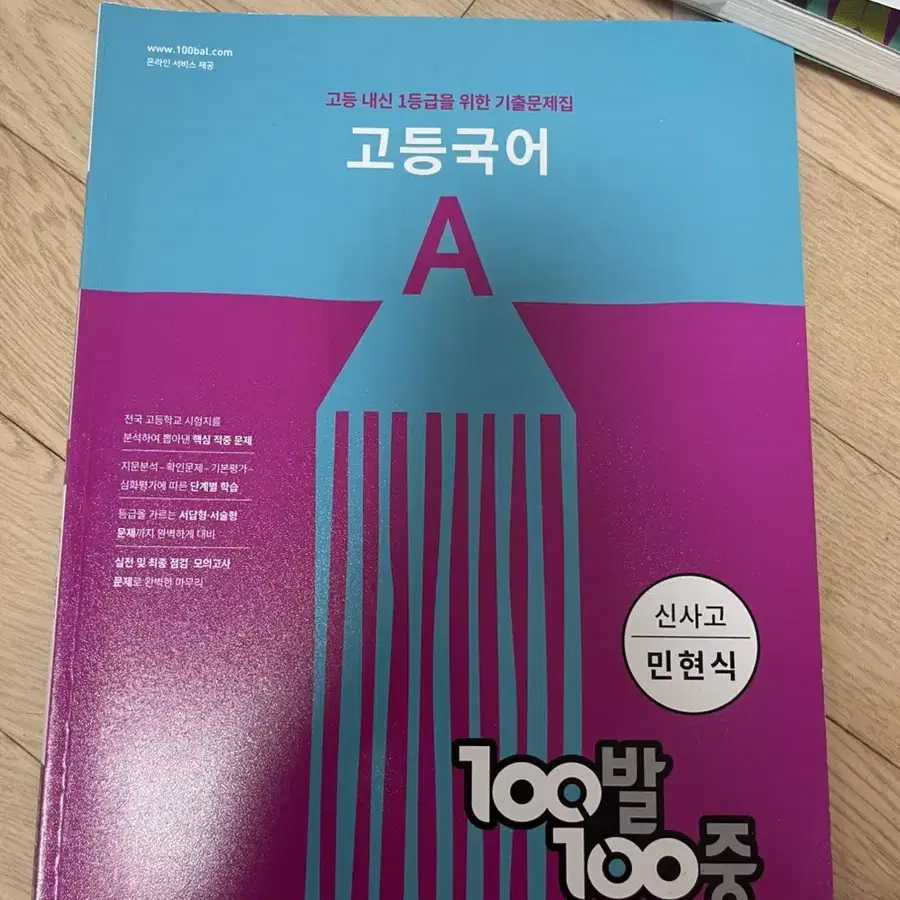 www.100bal.com
온라인 서비스 제공
고등 내신 1등급을 위한 기출문제집
고등국어
A
전국 고등학교 시험지를
분석하여 뽑아낸 핵심 적중 문제
지문분석-확인문제-기본평가-
심화평가에 따른 단계별 학습
등급을 가르는 서답형·서술형
문제까지 완벽하게 대비
실전 및 최종 점검 모의고사
문제로 완벽한 마무리
신사고
민현식
100발
100중